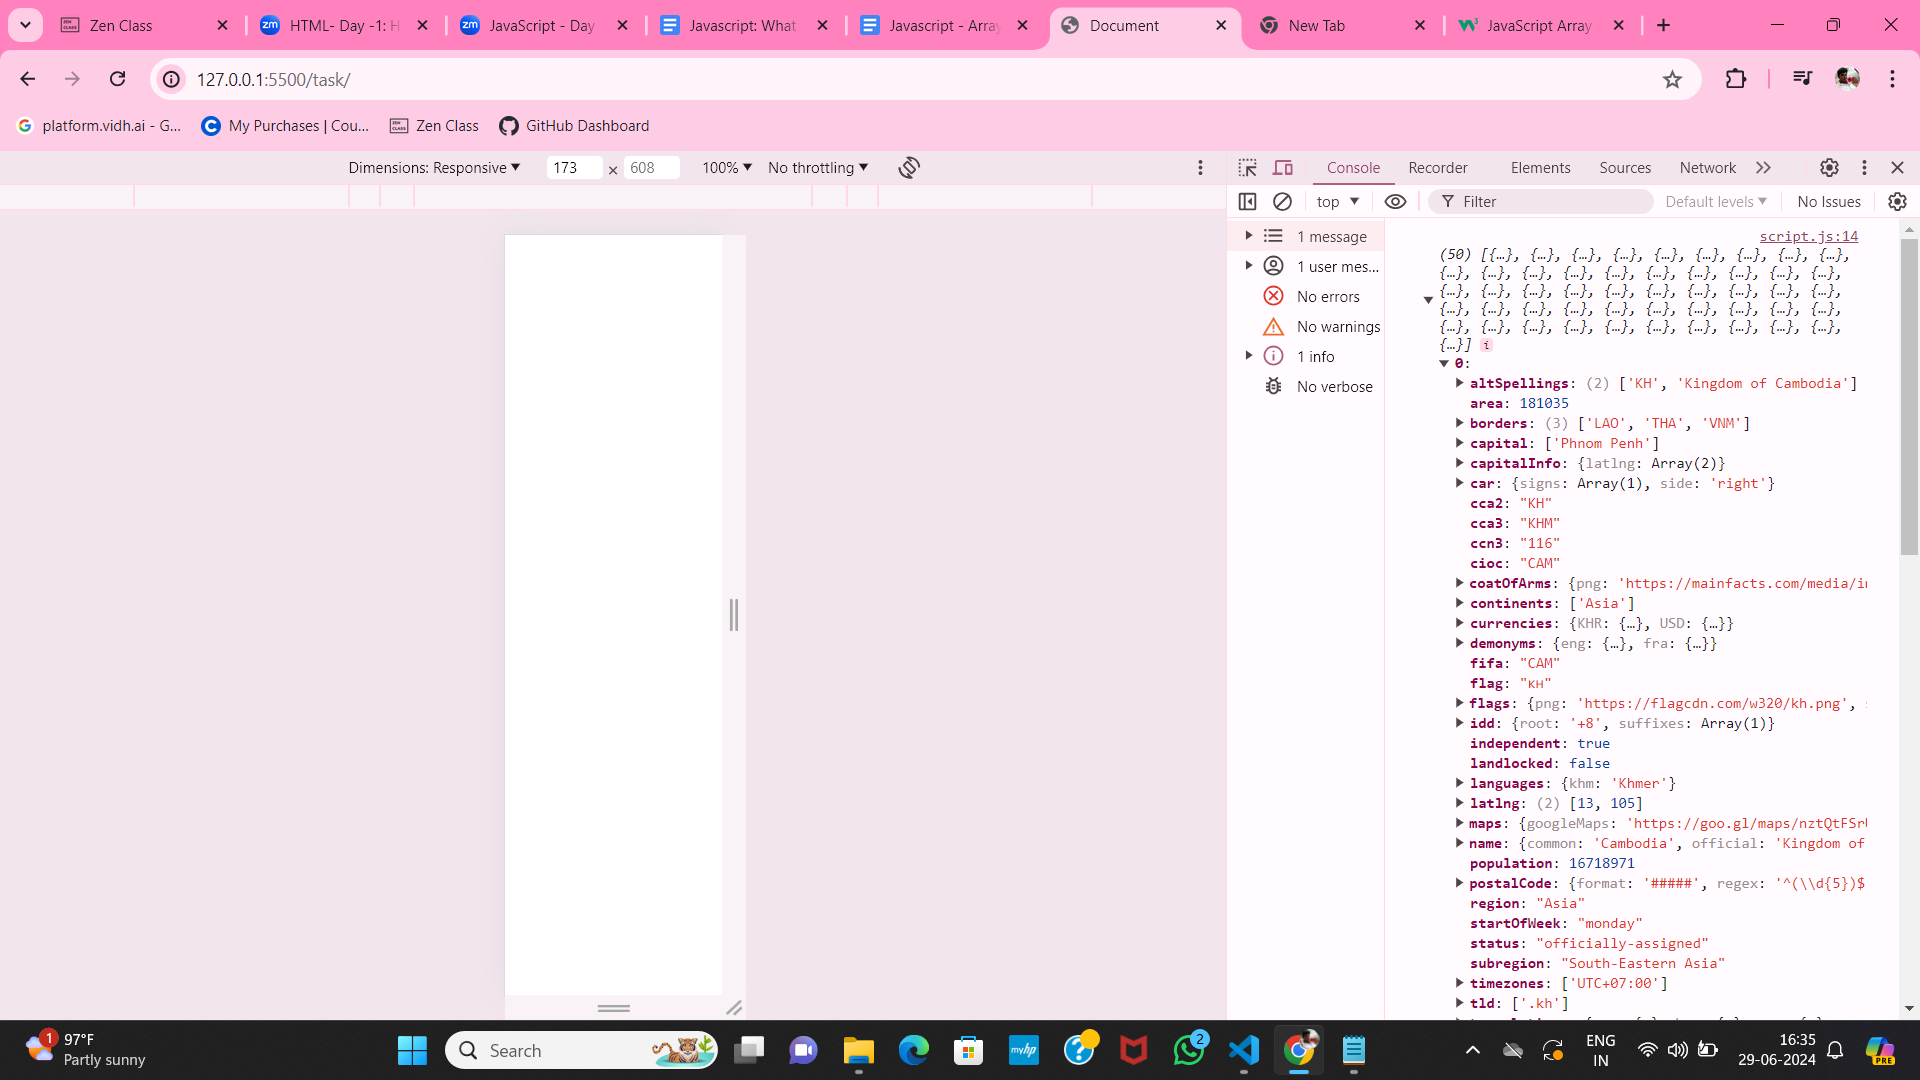 Zen Class
HTML- Day -1: H
JavaScript - Day
Javascript: What
Javascript - Array
Document
New Tab
JavaScript Array
127.0.0.1:5500/task/
platform.vidh.ai - G...
My Purchases | Cou...
Zen Class
GitHub Dashboard
Dimensions: Responsive
173 × 608
100%
No throttling
Console
Recorder
Elements
Sources
Network
top
Filter
Default levels
No Issues
1 message
1 user mes...
No errors
No warnings
1 info
No verbose
script.js:14
(50) [{…}, {…}, {…}, {…}, {…}, {…}, {…}, {…}, {…},
{…}, {…}, {…}, {…}, {…}, {…}, {…}, {…}, {…}, {…},
{…}, {…}, {…}, {…}, {…}, {…}, {…}, {…}, {…}, {…},
{…}, {…}, {…}, {…}, {…}, {…}, {…}, {…}, {…}, {…},
{…}, {…}, {…}, {…}, {…}, {…}, {…}, {…}, {…}, {…},
{…}] i
0:
altSpellings: (2) ['KH', 'Kingdom of Cambodia']
area: 181035
borders: (3) ['LAO', 'THA', 'VNM']
capital: ['Phnom Penh']
capitalInfo: {latlng: Array(2)}
car: {signs: Array(1), side: 'right'}
cca2: "KH"
cca3: "KHM"
ccn3: "116"
cioc: "CAM"
coatOfArms: {png: 'https://mainfacts.com/media/i
continents: ['Asia']
currencies: {KHR: {…}, USD: {…}}
demonyms: {eng: {…}, fra: {…}}
fifa: "CAM"
flag: "🇰🇭"
flags: {png: 'https://flagcdn.com/w320/kh.png',
idd: {root: '+8', suffixes: Array(1)}
independent: true
landlocked: false
languages: {khm: 'Khmer'}
latlng: (2) [13, 105]
maps: {googleMaps: 'https://goo.gl/maps/nztQtFSr
name: {common: 'Cambodia', official: 'Kingdom of
population: 16718971
postalCode: {format: '#####', regex: '^(\\d{5})$
region: "Asia"
startOfWeek: "monday"
status: "officially-assigned"
subregion: "South-Eastern Asia"
timezones: ['UTC+07:00']
tld: ['.kh']
1
97°F
Partly sunny
Search
2
ENG
IN
16:35
29-06-2024
PRE